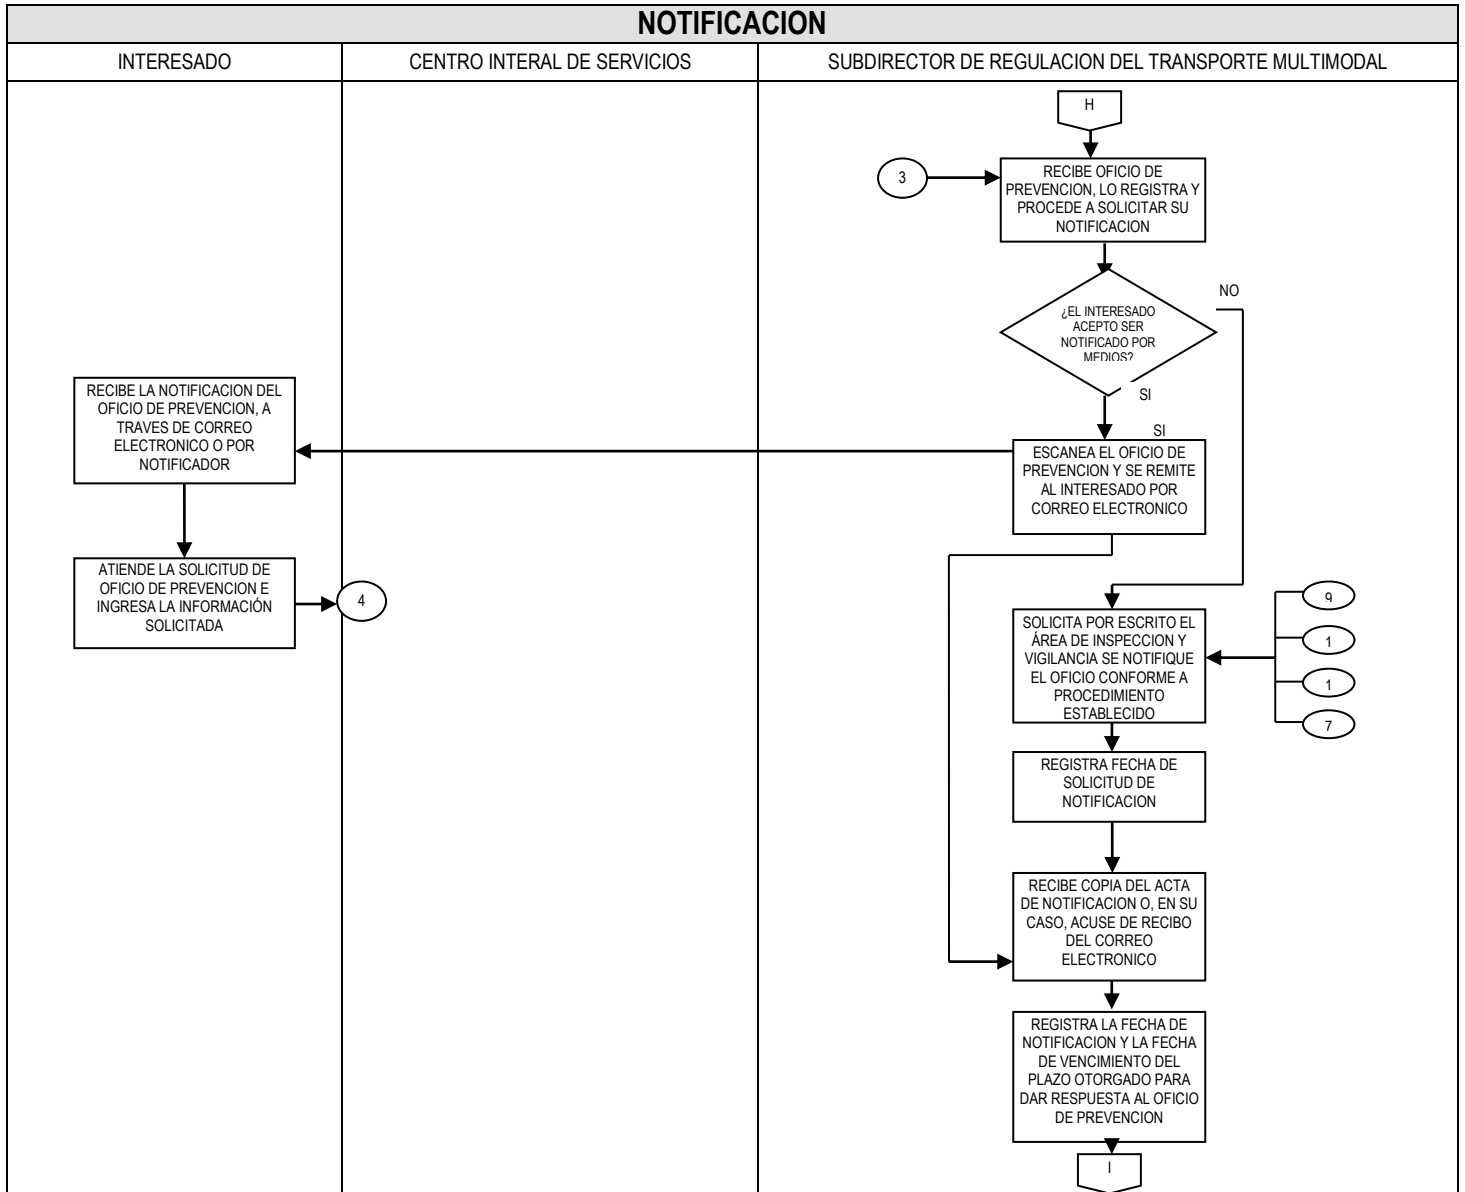 NOTIFICACION
INTERESADO
CENTRO INTERAL DE SERVICIOS
SUBDIRECTOR DE REGULACION DEL TRANSPORTE MULTIMODAL
H
3
RECIBE OFICIO DE
PREVENCION, LO REGISTRA Y
PROCEDE A SOLICITAR SU
NOTIFICACION
NO
¿EL INTERESADO
ACEPTO SER
NOTIFICADO POR
MEDIOS?
SI
SI
RECIBE LA NOTIFICACION DEL
OFICIO DE PREVENCION, A
TRAVES DE CORREO
ELECTRONICO O POR
NOTIFICADOR
ESCANEA EL OFICIO DE
PREVENCION Y SE REMITE
AL INTERESADO POR
CORREO ELECTRONICO
ATIENDE LA SOLICITUD DE
OFICIO DE PREVENCION E
INGRESA LA INFORMACIÓN
SOLICITADA
4
SOLICITA POR ESCRITO EL
ÁREA DE INSPECCION Y
VIGILANCIA SE NOTIFIQUE
EL OFICIO CONFORME A
PROCEDIMIENTO
ESTABLECIDO
9
1
1
7
REGISTRA FECHA DE
SOLICITUD DE
NOTIFICACION
RECIBE COPIA DEL ACTA
DE NOTIFICACION O, EN SU
CASO, ACUSE DE RECIBO
DEL CORREO
ELECTRONICO
REGISTRA LA FECHA DE
NOTIFICACION Y LA FECHA
DE VENCIMIENTO DEL
PLAZO OTORGADO PARA
DAR RESPUESTA AL OFICIO
DE PREVENCION
I